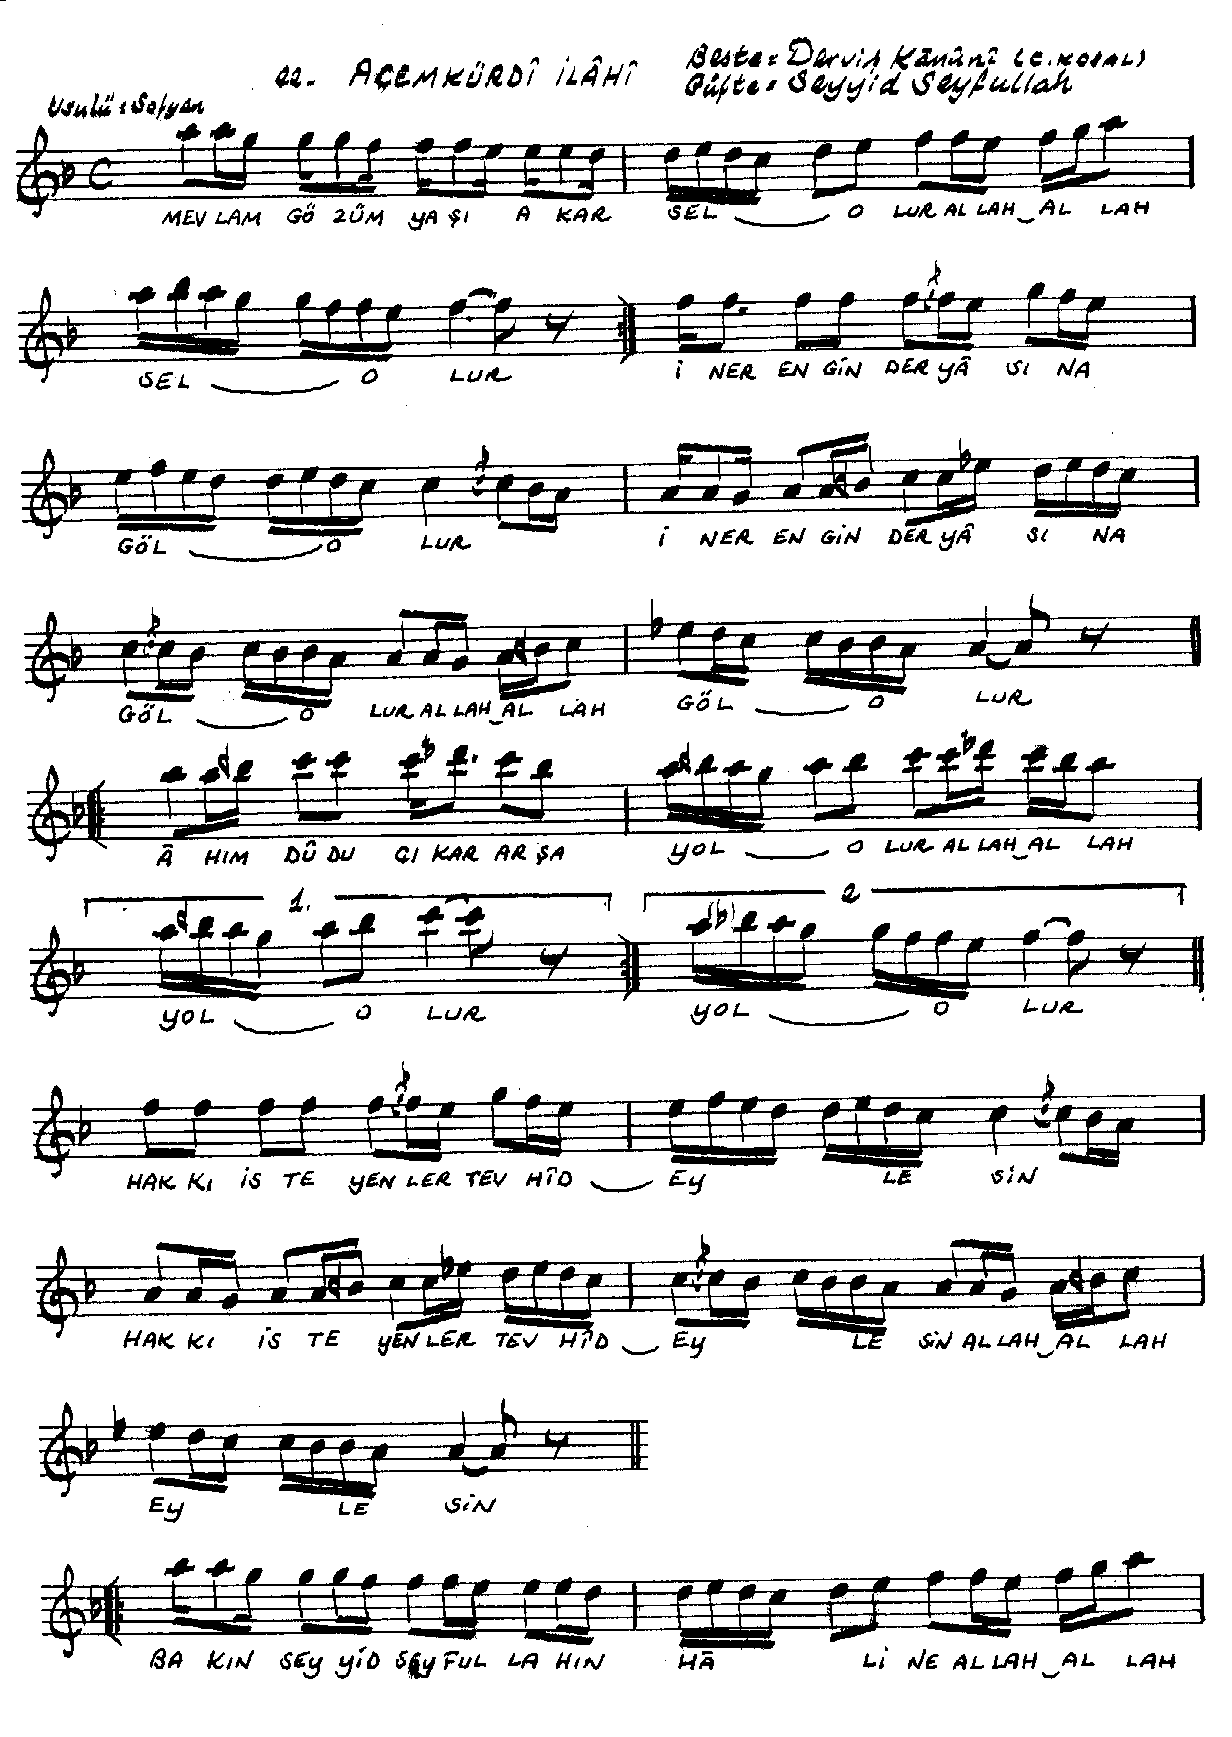 22. ACEMKÜRDÎ İLÂHÎ
Beste: Derviş Kânûnî (C. KOSAL)
Güfte: Seyyid Seyfullah
Usulü: Sofyan
MEV LAM GÖ ZÜM YA ŞI A KAR SEL O LUR AL LAH AL LAH
SEL O LUR İ NER EN GİN DER YÂ SI NA
GÖL O LUR İ NER EN GİN DER YÂ SI NA
GÖL O LUR AL LAH AL LAH GÖL O LUR
Â HIM DÛ DU ÇI KAR AR ŞA YOL O LUR AL LAH AL LAH
1. 2
YOL O LUR YOL O LUR
HAK KI İS TE YEN LER TEV HÎD EY LE SİN
HAK KI İS TE YEN LER TEV HÎD EY LE SİN AL LAH AL LAH
EY LE SİN
BA KIN SEY YİD SEY FUL LA HIN HÂ Lİ NE AL LAH AL LAH